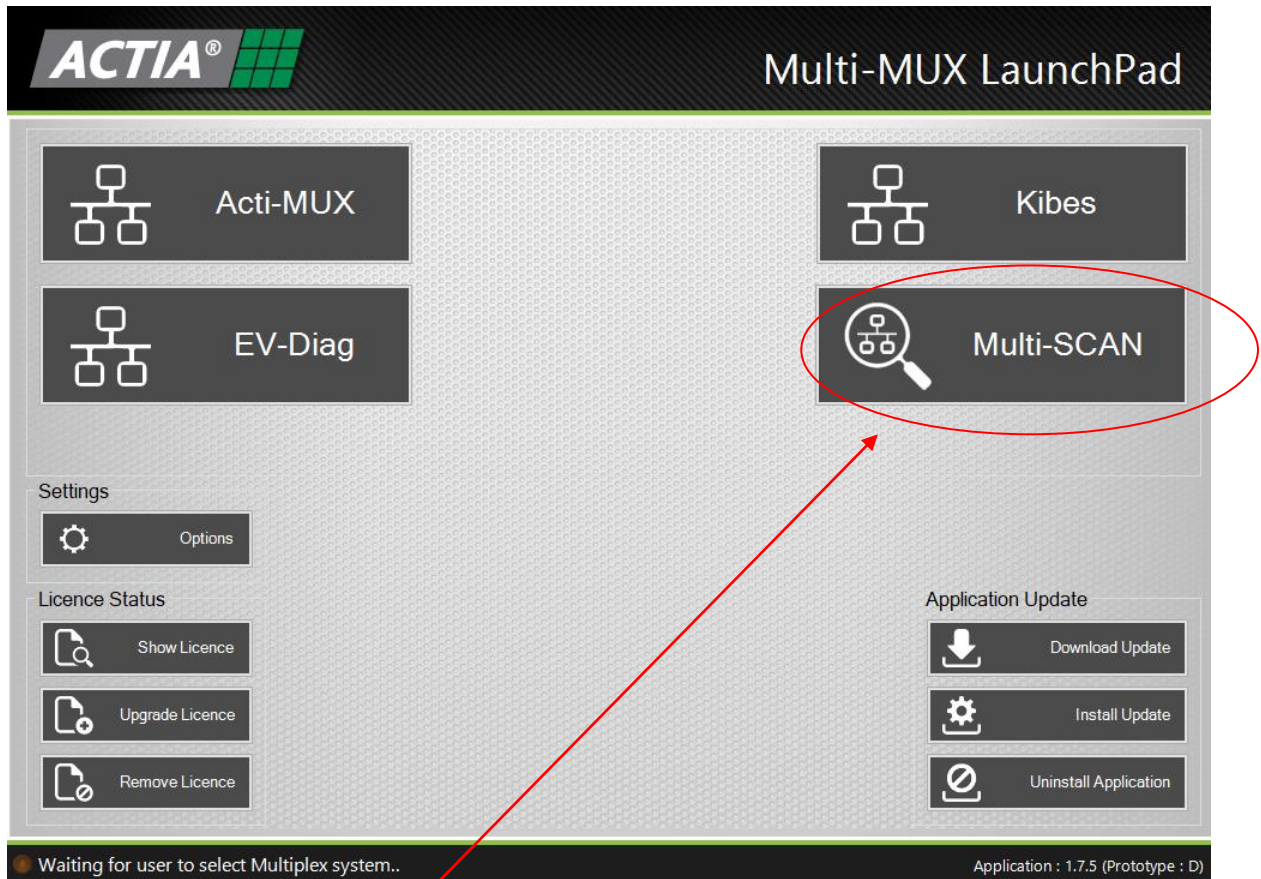 ACTIA®
Multi-MUX LaunchPad
Acti-MUX
Kibes
EV-Diag
Multi-SCAN
Settings
Options
Licence Status
Application Update
Show Licence
Download Update
Upgrade Licence
Install Update
Remove Licence
Uninstall Application
Waiting for user to select Multiplex system..
Application : 1.7.5 (Prototype : D)